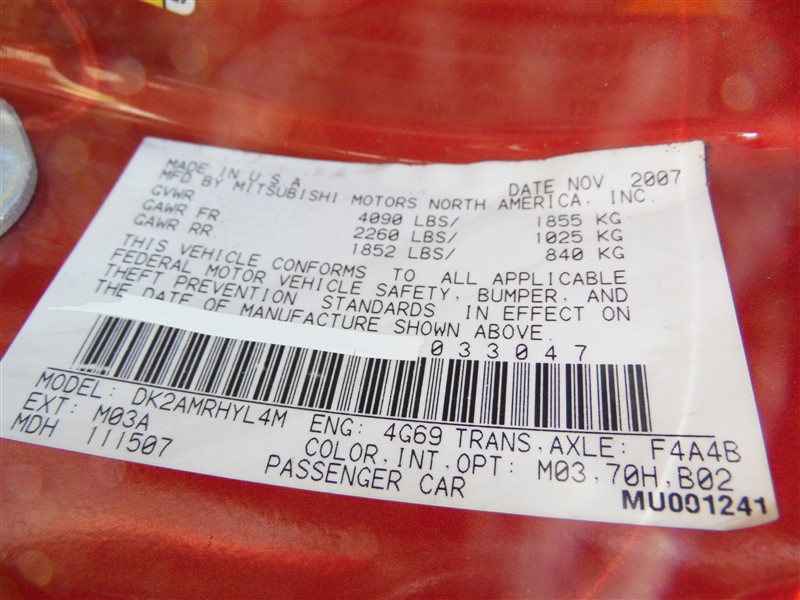 MADE IN U.S.A. DATE NOV. 2007
MFD BY MITSUBISHI MOTORS NORTH AMERICA, INC.
GVWR 4090 LBS/ 1855 KG
GAWR FR 2260 LBS/ 1025 KG
GAWR RR. 1852 LBS/ 840 KG
THIS VEHICLE CONFORMS TO ALL APPLICABLE
FEDERAL MOTOR VEHICLE SAFETY, BUMPER, AND
THEFT PREVENTION STANDARDS IN EFFECT ON
THE DATE OF MANUFACTURE SHOWN ABOVE.
033047
MODEL: DK2AMRHYL4M ENG: 4G69 TRANS,AXLE: F4A4B
EXT: M03A COLOR,INT,OPT: M03,70H,B02
MDH 111507 PASSENGER CAR
MU001241